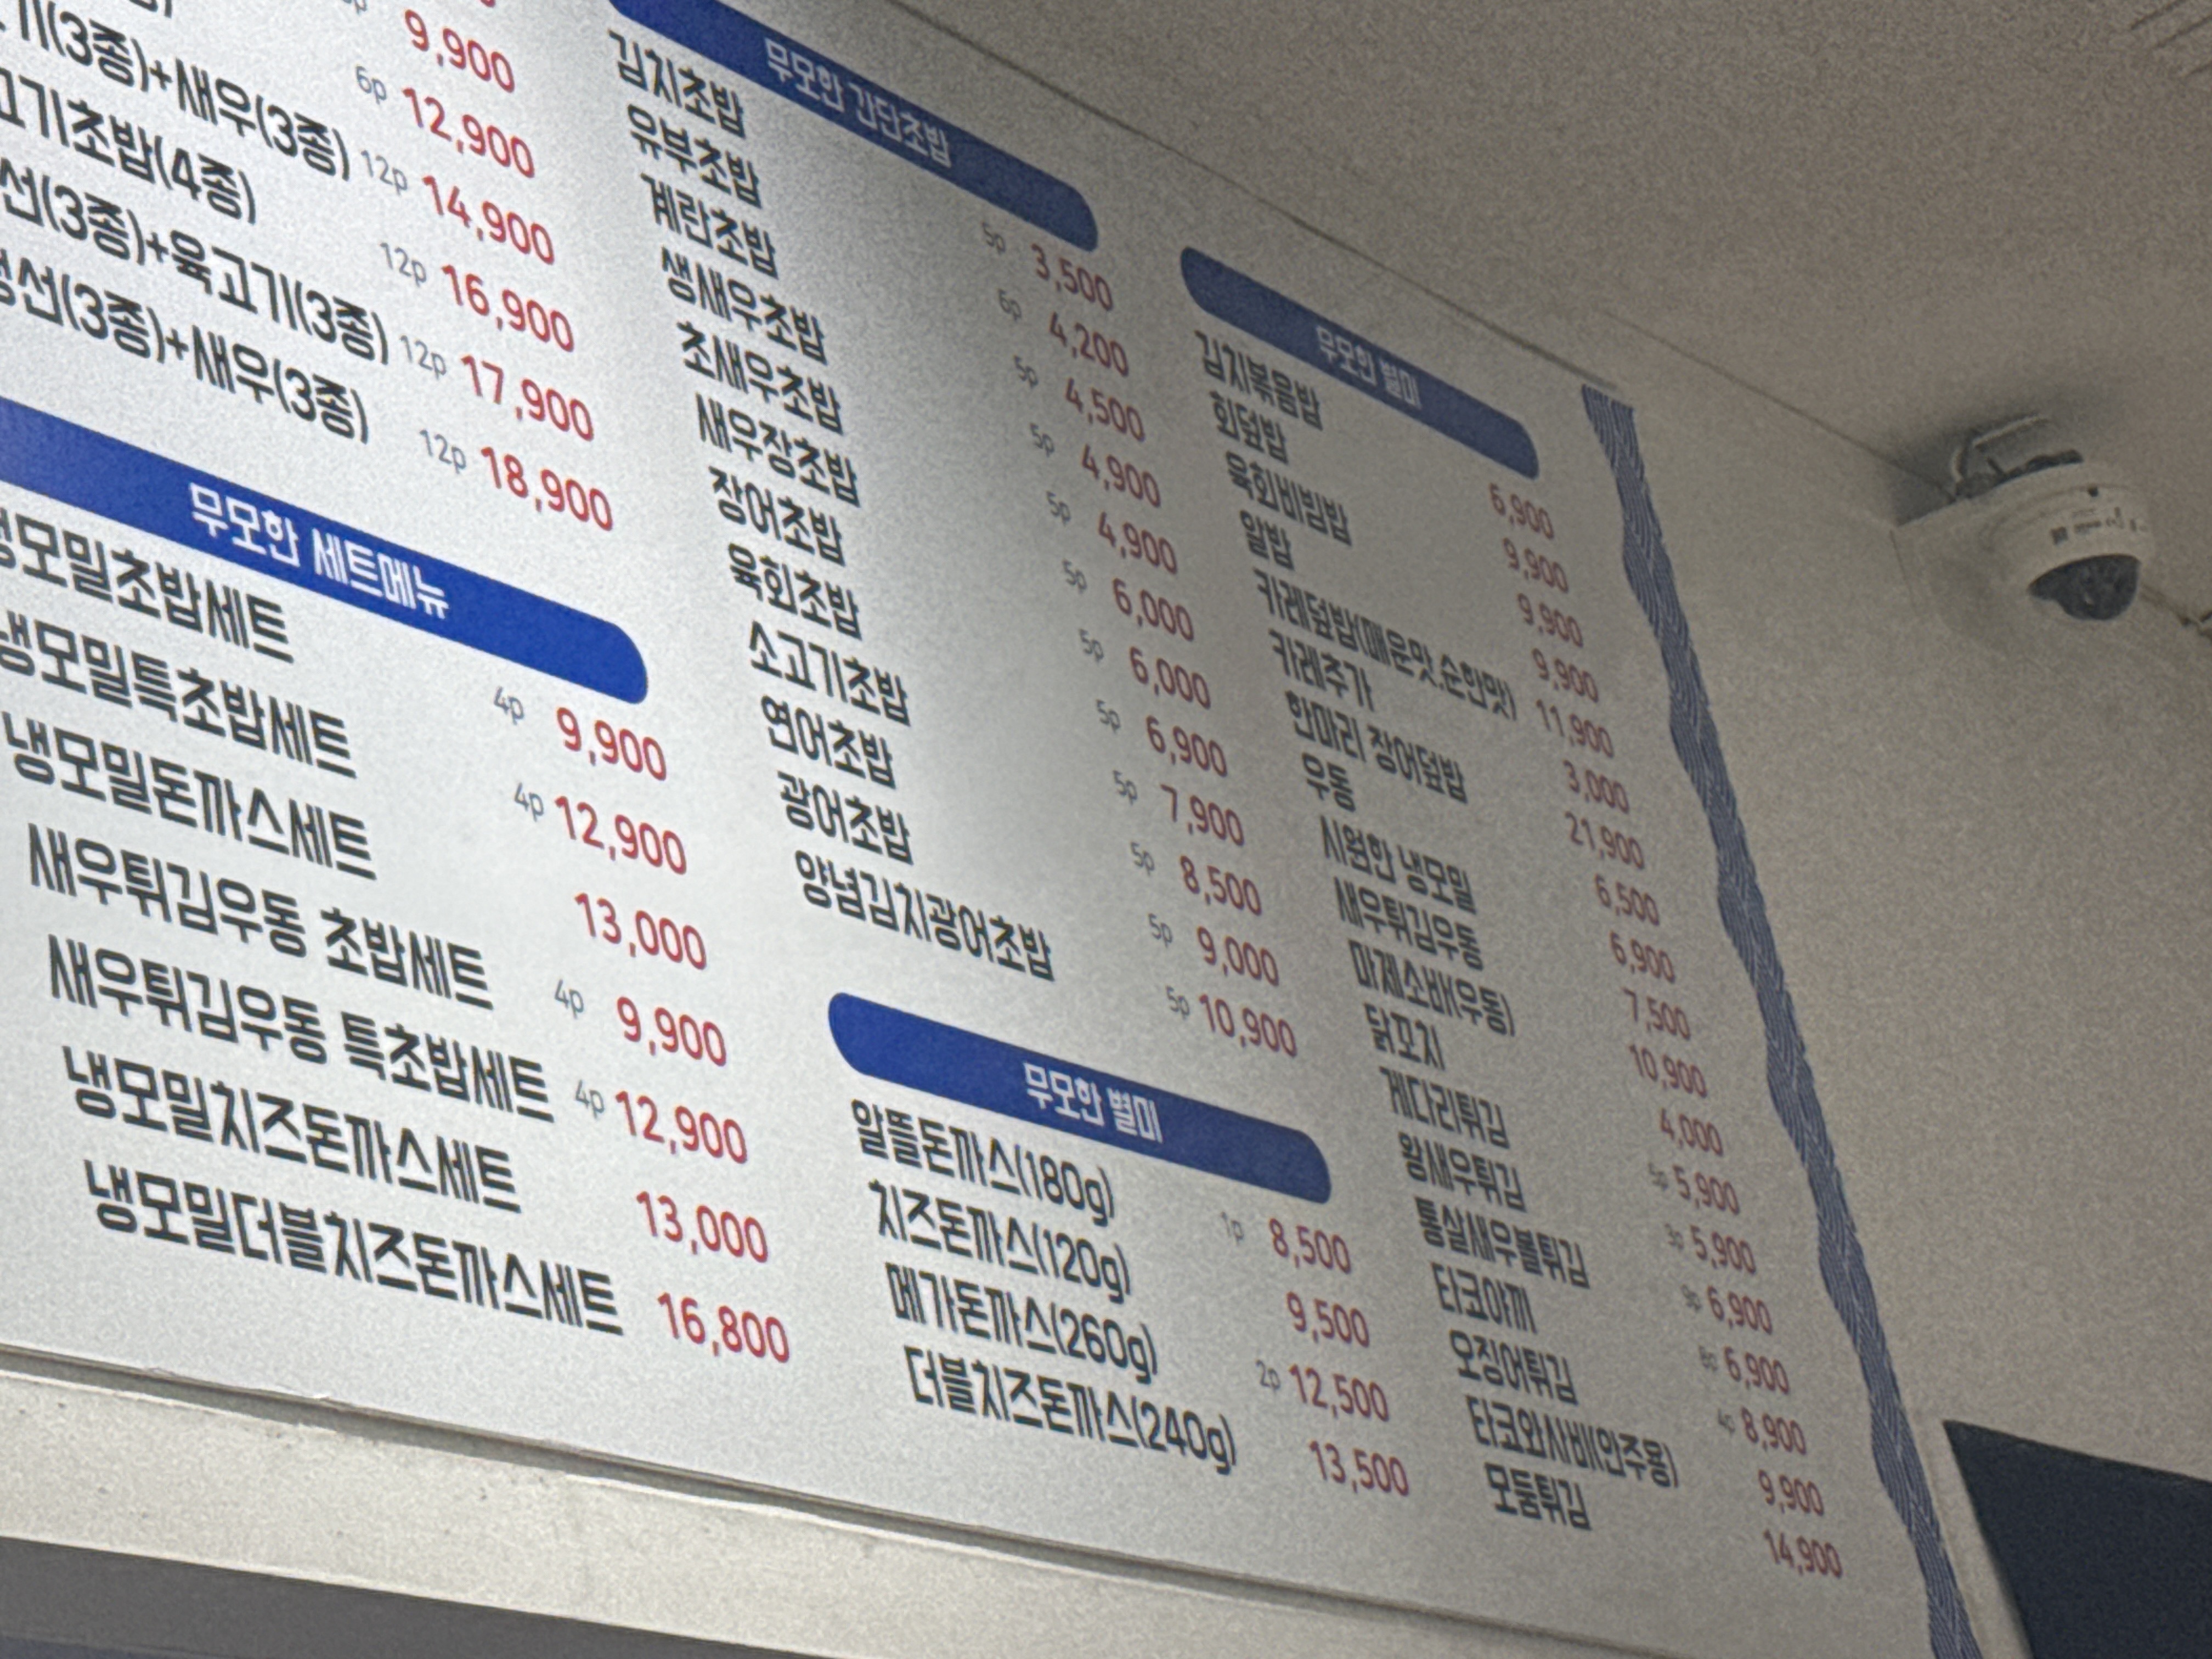 9,900
6p 12,900
(3종)+새우(3종) 12p 14,900
고기초밥(4종) 12p 16,900
선(3종)+육고기(3종) 12p 17,900
선(3종)+새우(3종) 12p 18,900
무모한 세트메뉴
냉모밀초밥세트 4p 9,900
냉모밀특초밥세트 4p 12,900
냉모밀돈까스세트 13,000
새우튀김우동 초밥세트 4p 9,900
새우튀김우동 특초밥세트 4p 12,900
냉모밀치즈돈까스세트 13,000
냉모밀더블치즈돈까스세트 16,800
무모한 간단초밥
김치초밥 5p 3,500
유부초밥 6p 4,200
계란초밥 5p 4,500
생새우초밥 5p 4,900
초새우초밥 5p 4,900
새우장초밥 5p 6,000
장어초밥 5p 6,000
육회초밥 5p 6,900
소고기초밥 5p 7,900
연어초밥 5p 8,500
광어초밥 5p 9,000
양념김치광어초밥 5p 10,900
무모한 별미
알뜰돈까스(180g) 1p 8,500
치즈돈까스(120g) 9,500
메가돈까스(260g) 2p 12,500
더블치즈돈까스(240g) 13,500
무모한 별미
김치볶음밥 6,900
회덮밥 9,900
육회비빔밥 9,900
알밥 9,900
카레덮밥(매운맛.순한맛) 11,900
카레추가 3,000
한마리 장어덮밥 21,900
우동 6,500
시원한 냉모밀 6,900
새우튀김우동 7,500
마제소바(우동) 10,900
닭꼬치 4,000
게다리튀김 5p 5,900
왕새우튀김 3p 5,900
통살새우볼튀김 9p 6,900
타코야끼 8p 6,900
오징어튀김 8,900
타코와사비(안주용) 9,900
모둠튀김 14,900